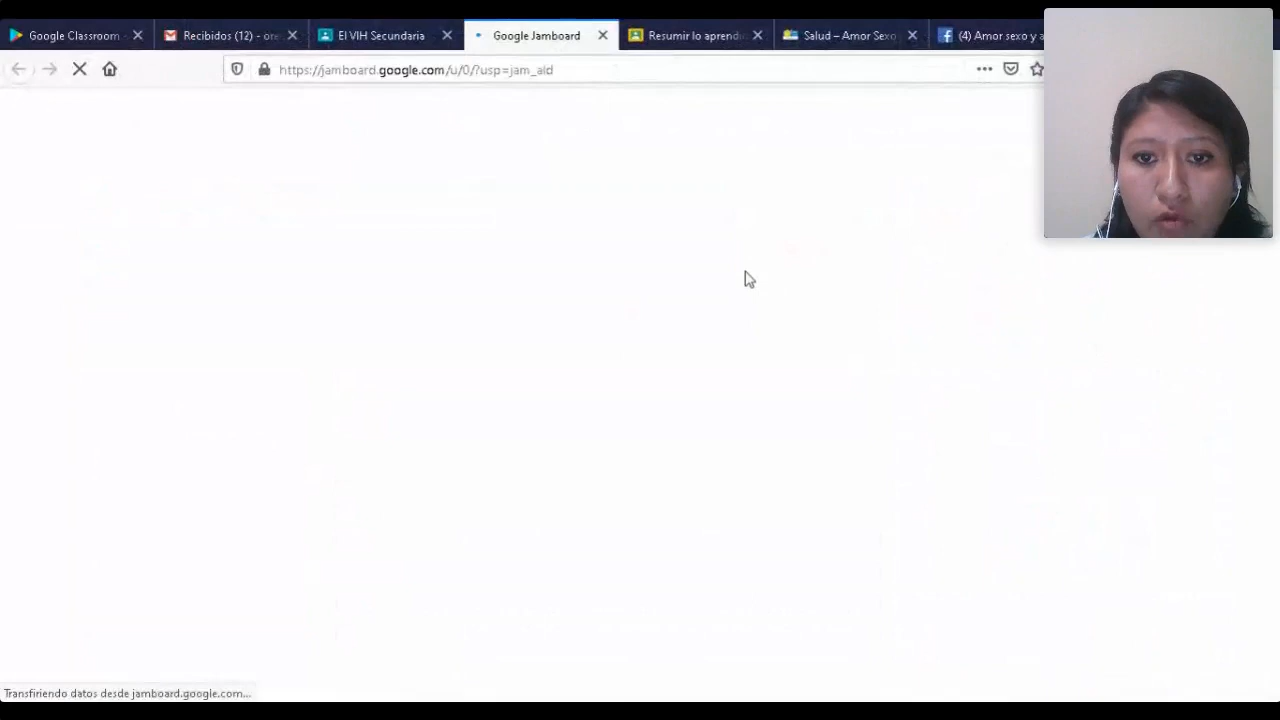 Google Classroom
Recibidos (12) - ore
El VIH Secundaria
Google Jamboard
Resumir lo aprendi
Salud – Amor Sexo
(4) Amor sexo y a
https://jamboard.google.com/u/0/?usp=jam_ald
Transfiriendo datos desde jamboard.google.com...